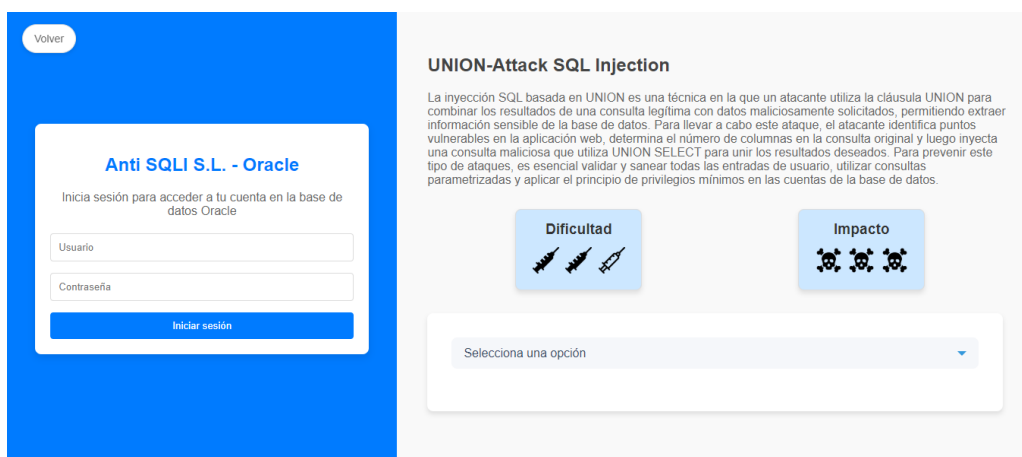 Volver
Anti SQLI S.L. - Oracle
Inicia sesión para acceder a tu cuenta en la base de
datos Oracle
Usuario
Contraseña
Iniciar sesión
UNION-Attack SQL Injection
La inyección SQL basada en UNION es una técnica en la que un atacante utiliza la cláusula UNION para
combinar los resultados de una consulta legítima con datos maliciosamente solicitados, permitiendo extraer
información sensible de la base de datos. Para llevar a cabo este ataque, el atacante identifica puntos
vulnerables en la aplicación web, determina el número de columnas en la consulta original y luego inyecta
una consulta maliciosa que utiliza UNION SELECT para unir los resultados deseados. Para prevenir este
tipo de ataques, es esencial validar y sanear todas las entradas de usuario, utilizar consultas
parametrizadas y aplicar el principio de privilegios mínimos en las cuentas de la base de datos.
Dificultad
Impacto
Selecciona una opción